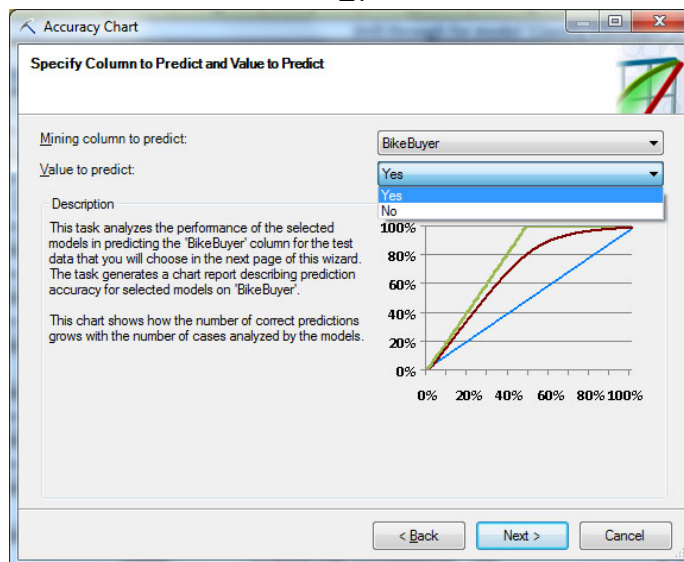 Accuracy Chart
Specify Column to Predict and Value to Predict
Mining column to predict:
BikeBuyer
Value to predict:
Yes
Yes
No
Description
This task analyzes the performance of the selected
models in predicting the 'BikeBuyer' column for the test
data that you will choose in the next page of this wizard.
The task generates a chart report describing prediction
accuracy for selected models on 'BikeBuyer'.
This chart shows how the number of correct predictions
grows with the number of cases analyzed by the models.
100%
80%
60%
40%
20%
0%
0% 20% 40% 60% 80% 100%
< Back
Next >
Cancel